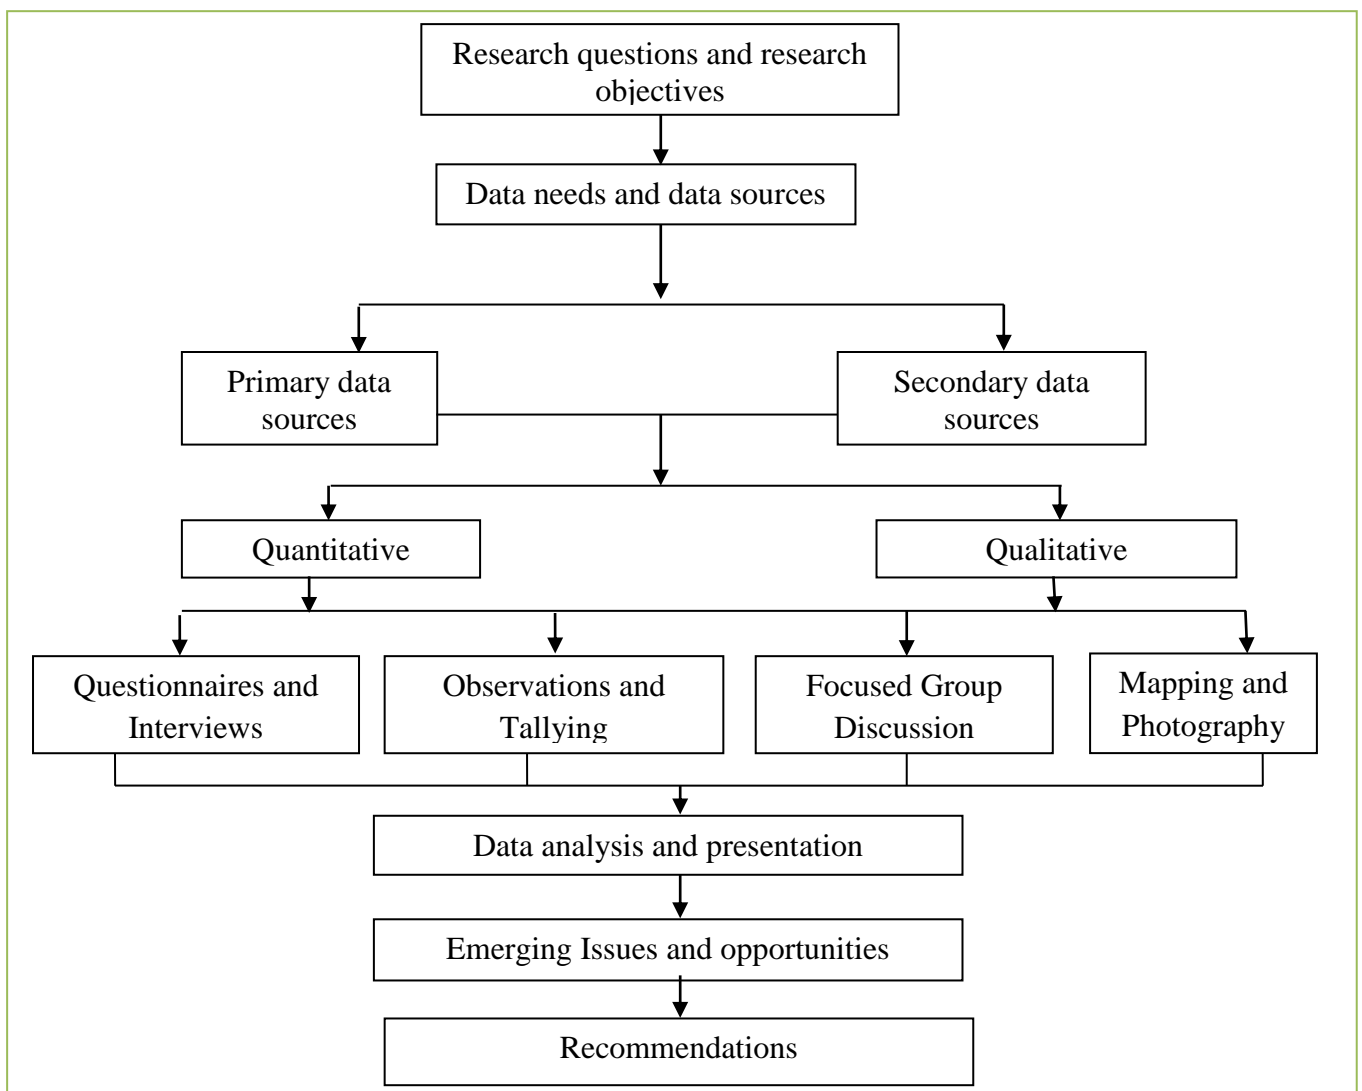 Research questions and research
objectives
Data needs and data sources
Primary data
sources
Secondary data
sources
Quantitative
Qualitative
Questionnaires and
Interviews
Observations and
Tallying
Focused Group
Discussion
Mapping and
Photography
Data analysis and presentation
Emerging Issues and opportunities
Recommendations